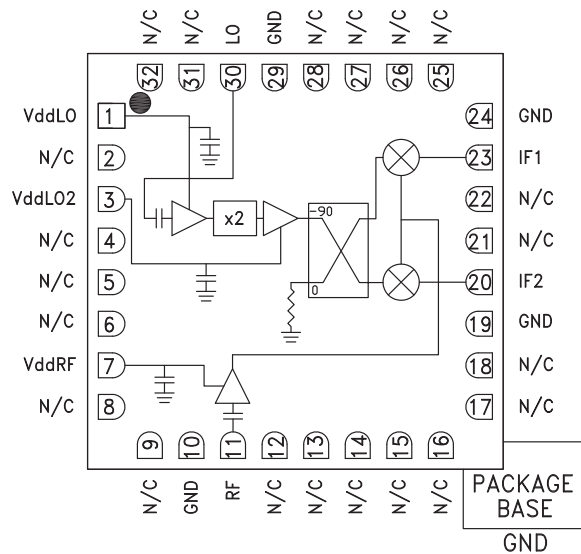 N/C N/C LO GND N/C N/C N/C N/C
32 31 30 29 28 27 26 25
VddLO 1
N/C 2
VddLO2 3
N/C 4
N/C 5
N/C 6
VddRF 7
N/C 8
24 GND
23 IF1
22 N/C
21 N/C
20 IF2
19 GND
18 N/C
17 N/C
x2
-90
0
9 10 11 12 13 14 15 16
N/C GND RF N/C N/C N/C N/C N/C
PACKAGE
BASE
GND